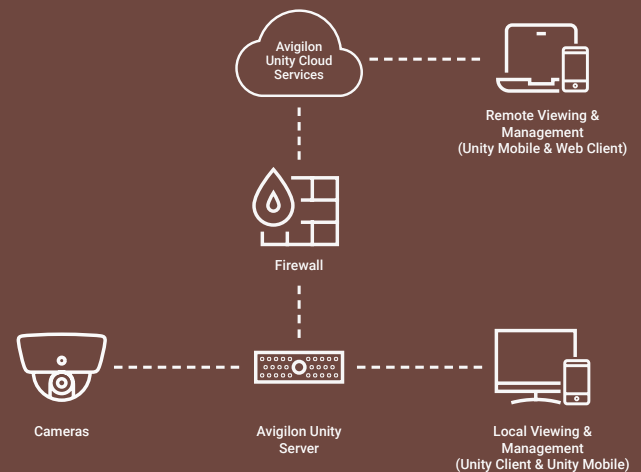 Avigilon
Unity Cloud
Services
Remote Viewing &
Management
(Unity Mobile & Web Client)
Firewall
Cameras
Avigilon Unity
Server
Local Viewing &
Management
(Unity Client & Unity Mobile)